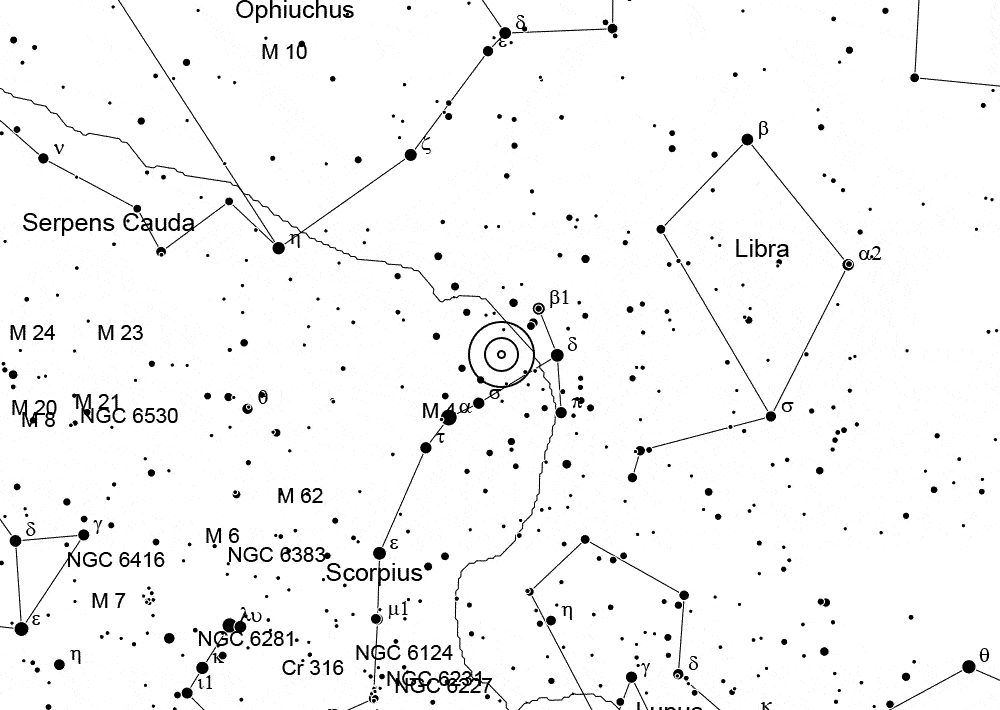 Ophiuchus
δ
ε
M 10
β
ν
ζ
Serpens Cauda
η
Libra
α2
β1
M 24
M 23
δ
M 20
M 21
θ
M 8
NGC 6530
M 4
α
σ
π
σ
τ
M 62
δ
γ
M 6
ε
NGC 6416
NGC 6383
Scorpius
M 7
λυ
μ1
η
ε
NGC 6281
η
κ
Cr 316
NGC 6124
γ
δ
θ
ι1
NGC 6231
NGC 6227
κ
Lupus